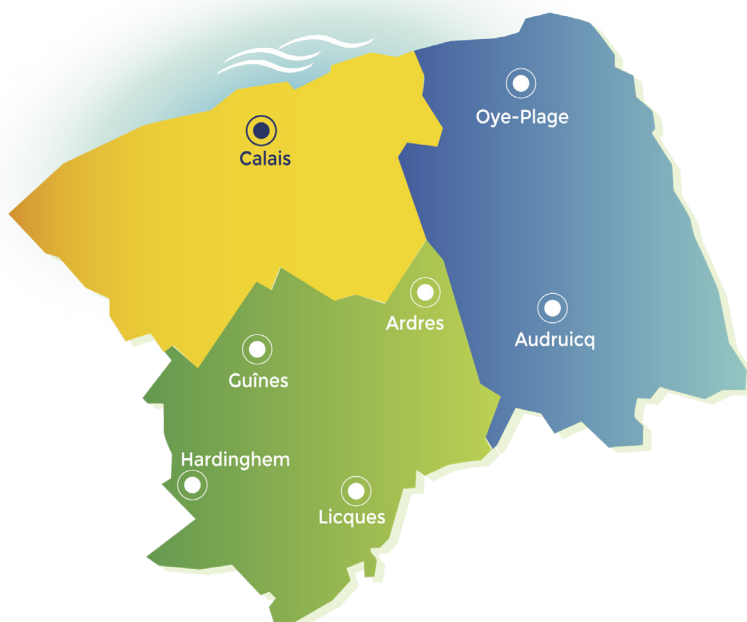 Oye-Plage
Calais
Ardres
Audruicq
Guînes
Hardinghem
Licques